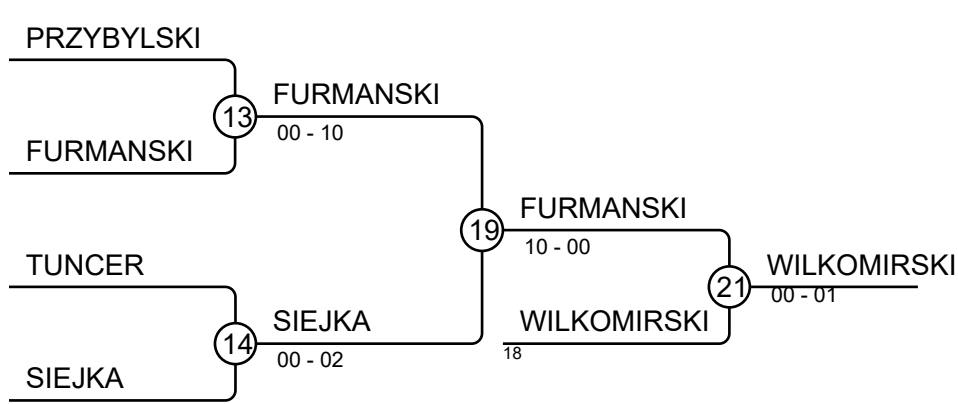 PRZYBYLSKI
13
FURMANSKI
00 - 10
FURMANSKI
19
FURMANSKI
10 - 00
TUNCER
21
WILKOMIRSKI
00 - 01
14
SIEJKA
00 - 02
WILKOMIRSKI
18
SIEJKA